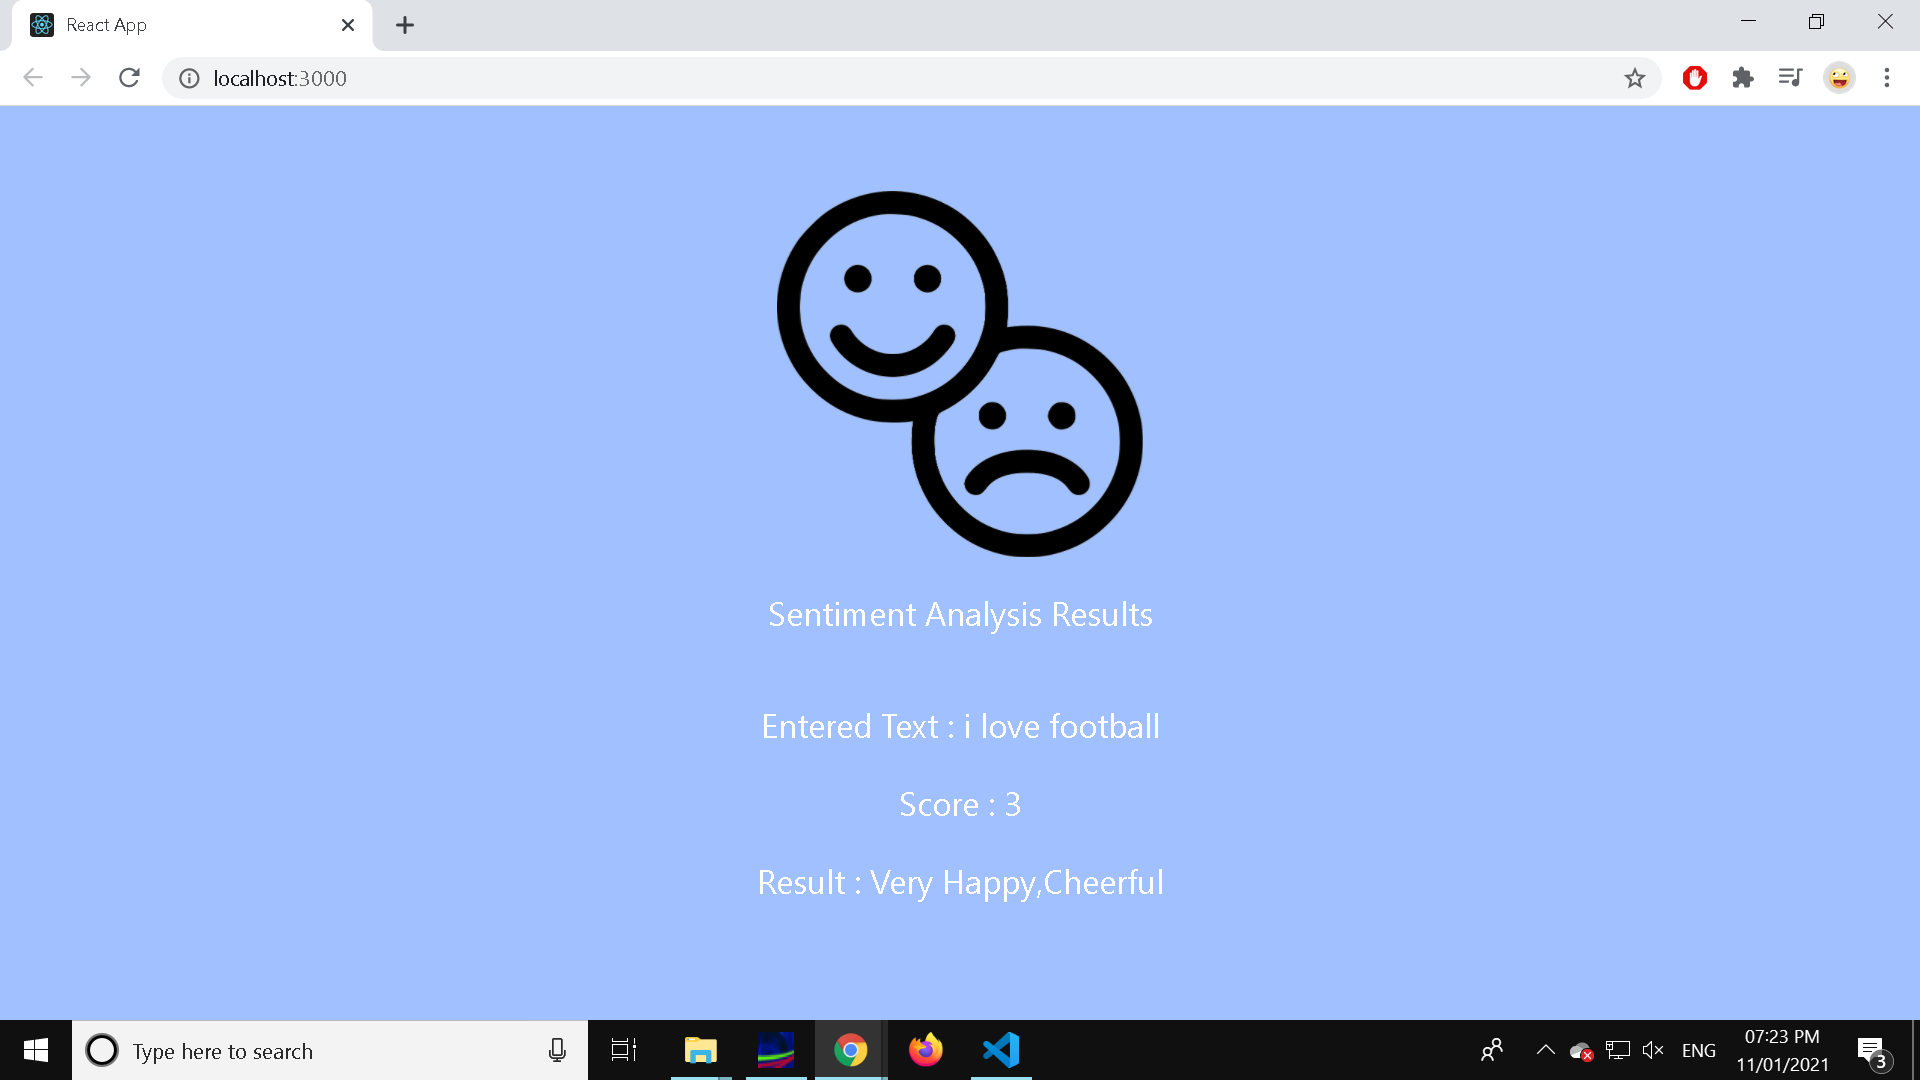 React App
localhost:3000
Sentiment Analysis Results
Entered Text : i love football
Score : 3
Result : Very Happy,Cheerful
Type here to search
ENG
07:23 PM
11/01/2021
3